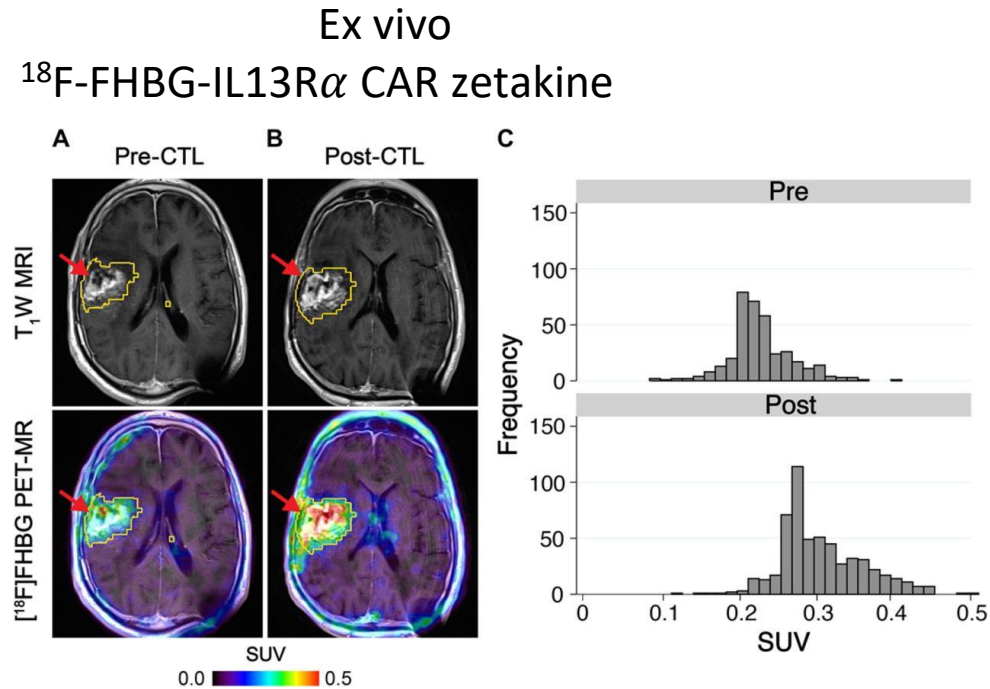 Ex vivo
¹⁸F-FHBG-IL13R𝛼 CAR zetakine
A
Pre-CTL
B
Post-CTL
C
T₁W MRI
[¹⁸F]FHBG PET-MR
SUV
0.0
0.5
Pre
150
100
50
0
Post
150
100
50
0
Frequency
0
0.1
0.2
0.3
0.4
0.5
SUV